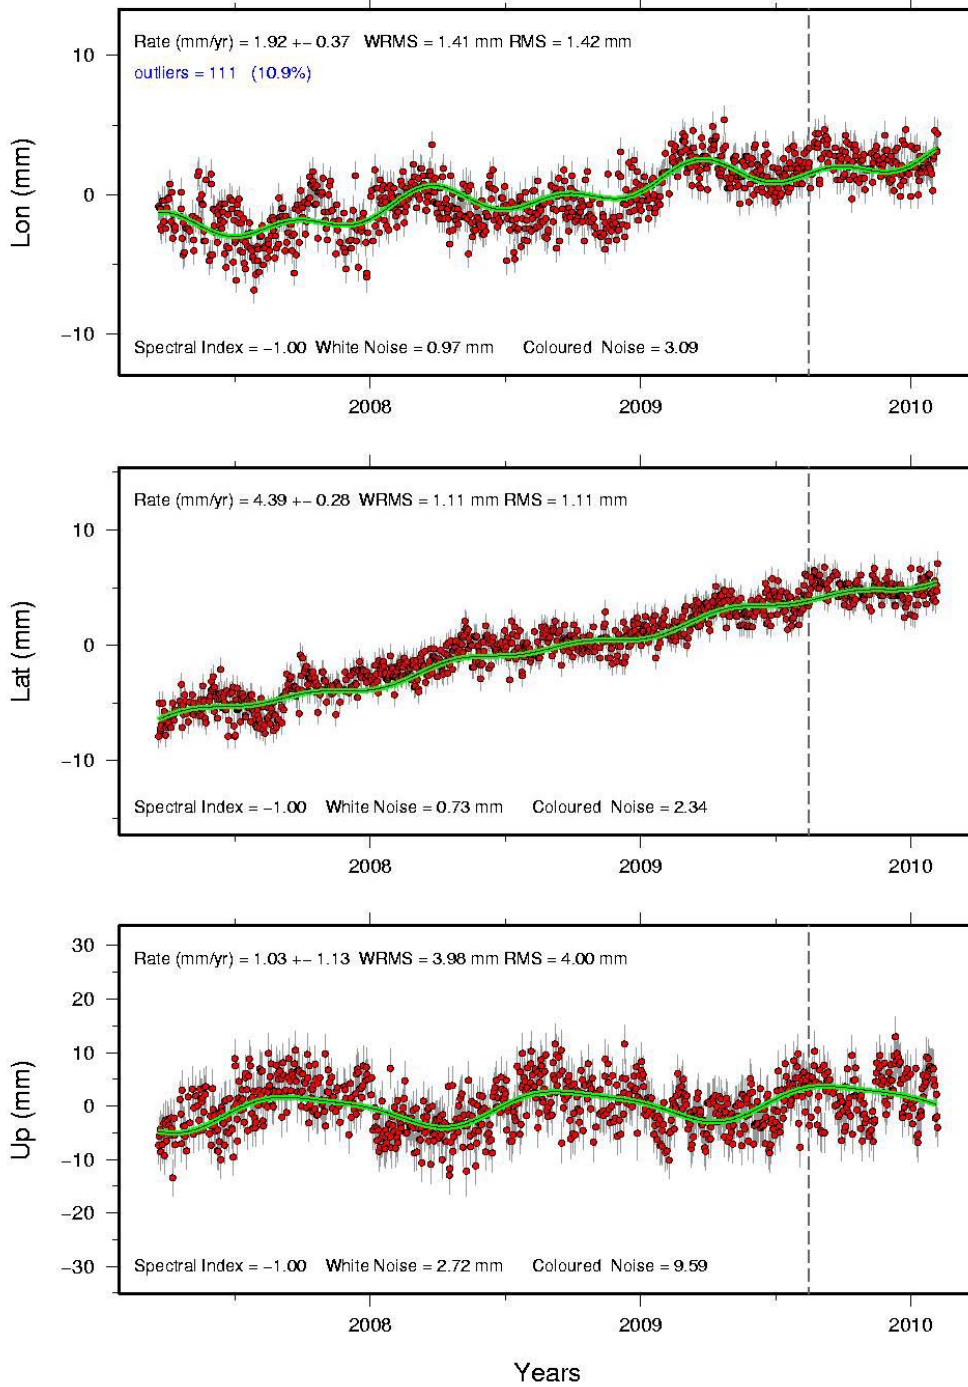 Rate (mm/yr) = 1.92 +− 0.37 WRMS = 1.41 mm RMS = 1.42 mm
outliers = 111 (10.9%)
10
0
−10
Lon (mm)
Spectral Index = −1.00 White Noise = 0.97 mm Coloured Noise = 3.09
2008 2009 2010
Rate (mm/yr) = 4.39 +− 0.28 WRMS = 1.11 mm RMS = 1.11 mm
10
0
−10
Lat (mm)
Spectral Index = −1.00 White Noise = 0.73 mm Coloured Noise = 2.34
2008 2009 2010
Rate (mm/yr) = 1.03 +− 1.13 WRMS = 3.98 mm RMS = 4.00 mm
30
20
10
0
−10
−20
−30
Up (mm)
Spectral Index = −1.00 White Noise = 2.72 mm Coloured Noise = 9.59
2008 2009 2010
Years